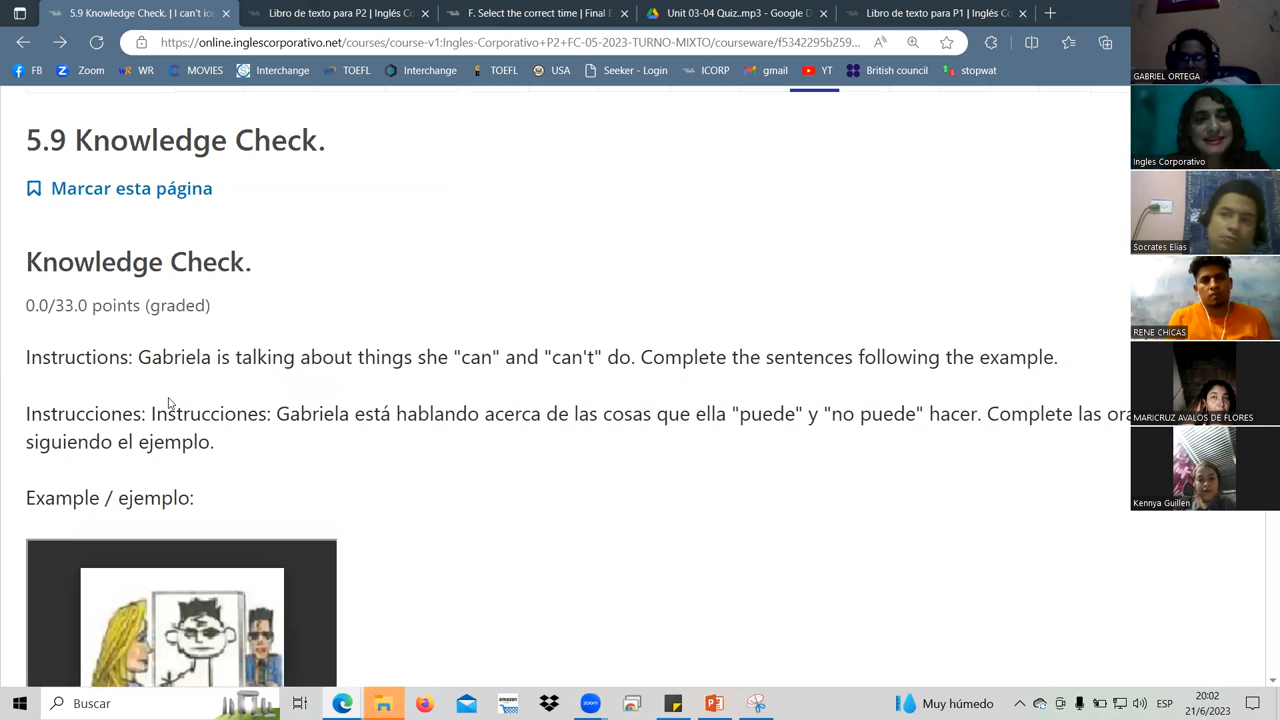 5.9 Knowledge Check. | I can't ice
Libro de texto para P2 | Inglés Co
F. Select the correct time | Final E
Unit 03-04 Quiz..mp3 - Google D
Libro de texto para P1 | Inglés Co
https://online.inglescorporativo.net/courses/course-v1:Ingles-Corporativo+P2+FC-05-2023-TURNO-MIXTO/courseware/f5342295b259...
FB Zoom WR MOVIES Interchange TOEFL Interchange TOEFL USA Seeker - Login ICORP gmail YT British council stopwat
GABRIEL ORTEGA
5.9 Knowledge Check.
Ingles Corporativo
Marcar esta página
Socrates Elias
Knowledge Check.
0.0/33.0 points (graded)
RENE CHICAS
Instructions: Gabriela is talking about things she "can" and "can't" do. Complete the sentences following the example.
Instrucciones: Instrucciones: Gabriela está hablando acerca de las cosas que ella "puede" y "no puede" hacer. Complete las ora
MARICRUZ AVALOS DE FLORES
siguiendo el ejemplo.
Example / ejemplo:
Kennya Guillen
Buscar
amazon
zoom
Muy húmedo
ESP
20:02
21/6/2023